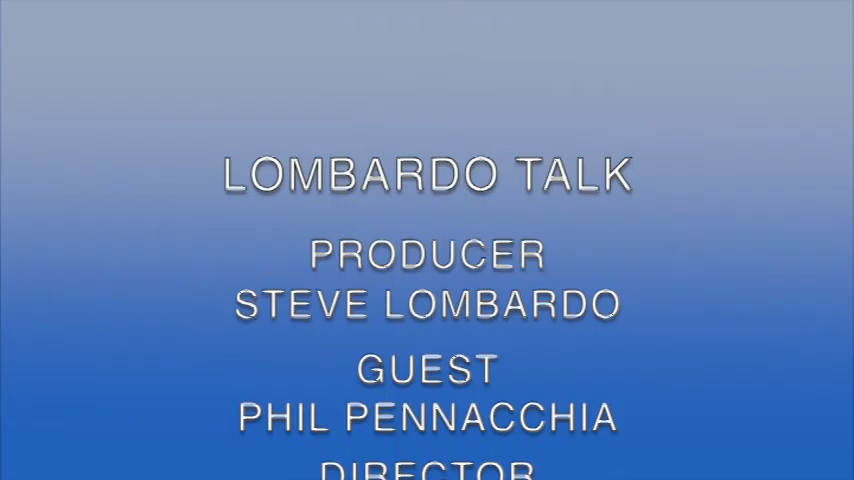 LOMBARDO TALK
PRODUCER
STEVE LOMBARDO
GUEST
PHIL PENNACCHIA
DIRECTOR